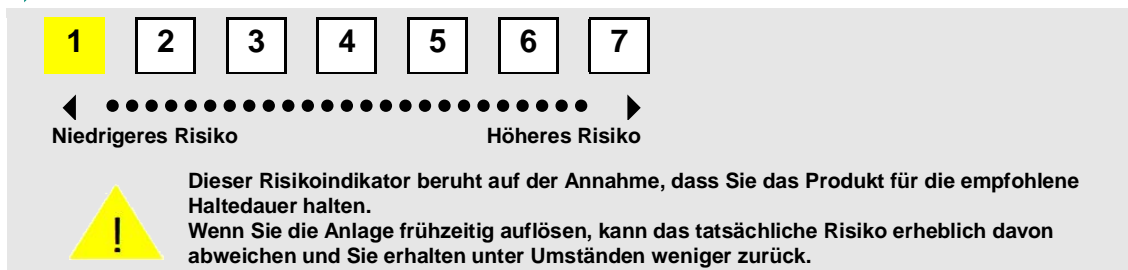 1 2 3 4 5 6 7
Niedrigeres Risiko Höheres Risiko
Dieser Risikoindikator beruht auf der Annahme, dass Sie das Produkt für die empfohlene
Haltedauer halten.
!
Wenn Sie die Anlage frühzeitig auflösen, kann das tatsächliche Risiko erheblich davon
abweichen und Sie erhalten unter Umständen weniger zurück.